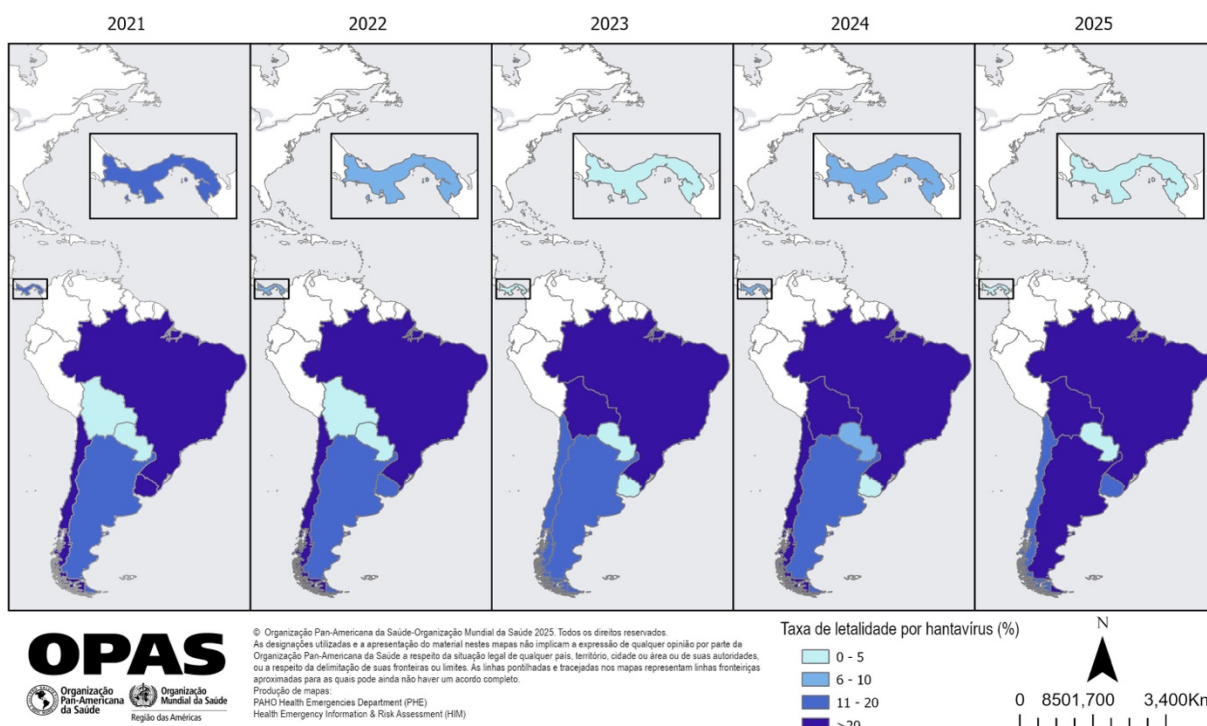 2021 2022 2023 2024 2025
OPAS
Organização
Pan-Americana
da Saúde
Organização
Mundial da Saúde
Região das Américas
© Organização Pan-Americana da Saúde-Organização Mundial da Saúde 2025. Todos os direitos reservados.
As designações utilizadas e a apresentação do material nestes mapas não implicam a expressão de qualquer opinião por parte da
Organização Pan-Americana da Saúde a respeito da situação legal de qualquer país, território, cidade ou área ou de suas autoridades,
ou a respeito da delimitação de suas fronteiras ou limites. As linhas pontilhadas e tracejadas nos mapas representam linhas fronteiriças
aproximadas para as quais pode ainda não haver um acordo completo.
Produção de mapas:
PAHO Health Emergencies Department (PHE)
Health Emergency Information & Risk Assessment (HIM)
Taxa de letalidade por hantavírus (%)
0 - 5
6 - 10
11 - 20
>20
N
0 8501,700 3,400Km